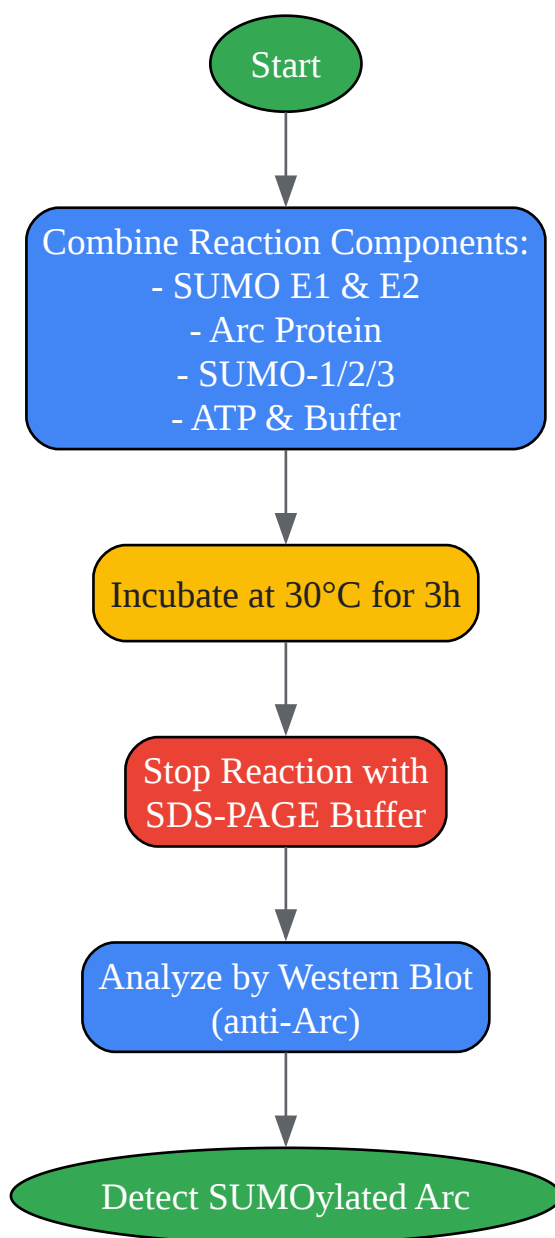 Start
Combine Reaction Components:
- SUMO E1 & E2
- Arc Protein
- SUMO-1/2/3
- ATP & Buffer
Incubate at 30°C for 3h
Stop Reaction with
SDS-PAGE Buffer
Analyze by Western Blot
(anti-Arc)
Detect SUMOylated Arc